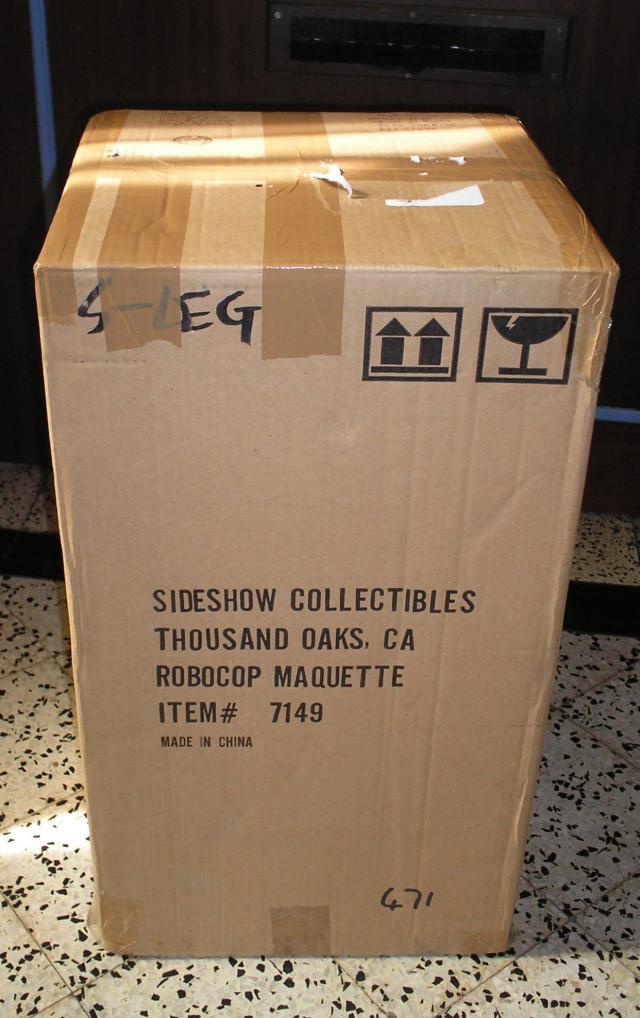 S-LEG
SIDESHOW COLLECTIBLES
THOUSAND OAKS, CA
ROBOCOP MAQUETTE
ITEM# 7149
MADE IN CHINA
471